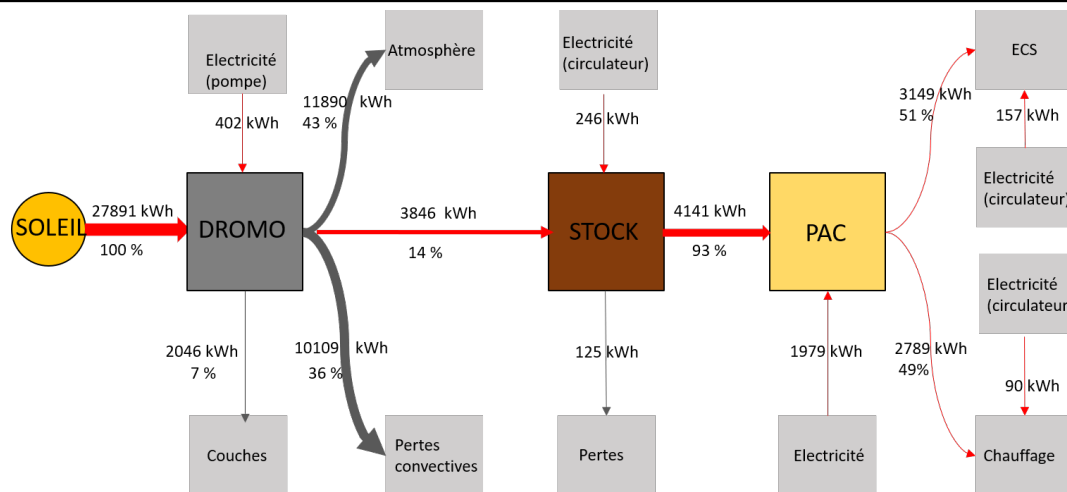 Electricité
(pompe)
402 kWh
Atmosphère
11890 kWh
43 %
Electricité
(circulateur)
246 kWh
ECS
3149 kWh
51 %
157 kWh
Electricité
(circulateur)
SOLEIL
27891 kWh
100 %
DROMO
3846 kWh
14 %
STOCK
4141 kWh
93 %
PAC
Electricité
(circulateur
90 kWh
2046 kWh
7 %
10109 kWh
36 %
125 kWh
1979 kWh
2789 kWh
49%
Couches
Pertes
convectives
Pertes
Electricité
Chauffage